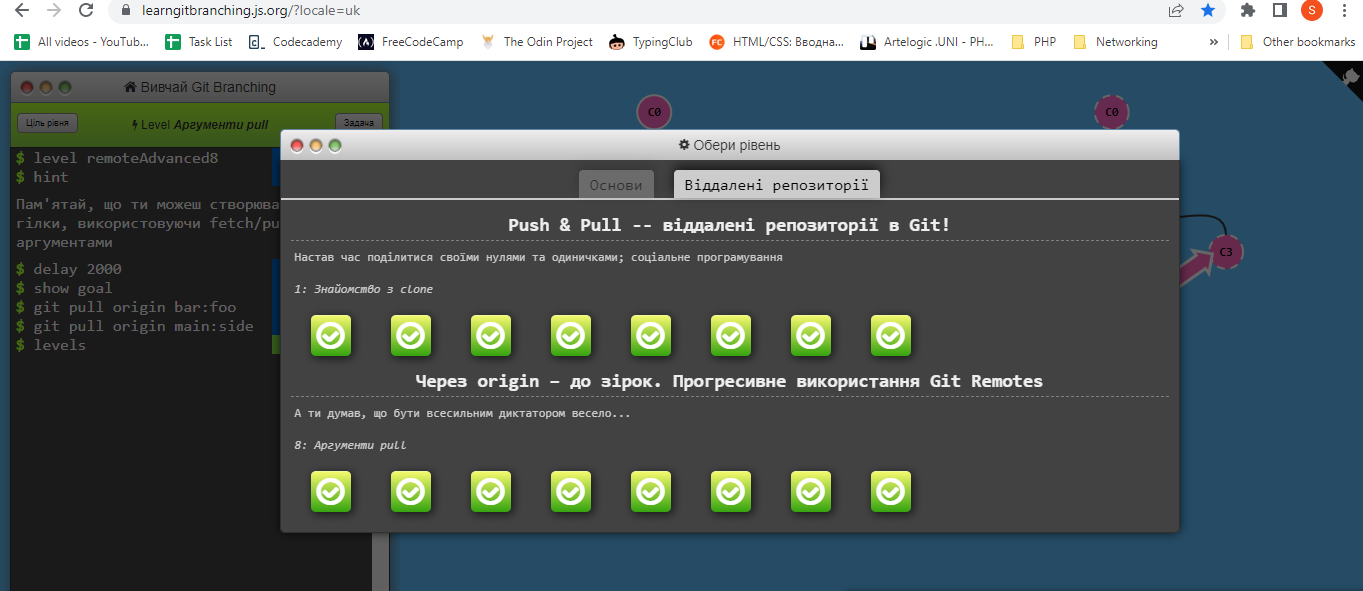 learngitbranching.js.org/?locale=uk
S
All videos - YouTub...
Task List
Codecademy
FreeCodeCamp
The Odin Project
TypingClub
HTML/CSS: Вводна...
Artelogic .UNI - PH...
PHP
Networking
»
Other bookmarks
Вивчай Git Branching
Ціль рівня
Level Аргументи pull
Задача
$ level remoteAdvanced8
$ hint
Пам'ятай, що ти можеш створюва
гілки, використовуючи fetch/pu
аргументами
$ delay 2000
$ show goal
$ git pull origin bar:foo
$ git pull origin main:side
$ levels
C0
C0
C3
Обери рівень
Основи
Віддалені репозиторії
Push & Pull -- віддалені репозиторії в Git!
Настав час поділитися своїми нулями та одиничками; соціальне програмування
1: Знайомство з clone
Через origin – до зірок. Прогресивне використання Git Remotes
А ти думав, що бути всесильним диктатором весело...
8: Аргументи pull